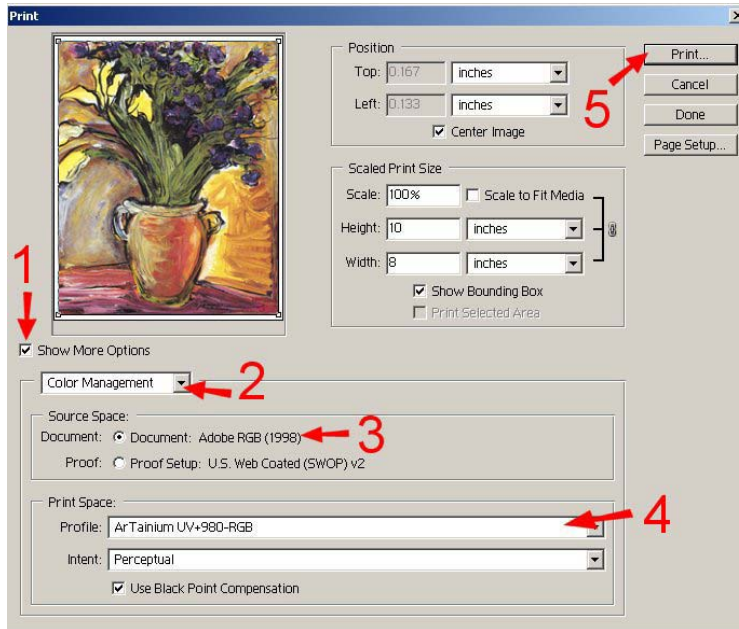 Print
Position
Top: 0.167 inches
Left: 0.133 inches
Center Image
5
Print...
Cancel
Done
Page Setup...
Scaled Print Size
Scale: 100% Scale to Fit Media
Height: 10 inches
Width: 8 inches
Show Bounding Box
Print Selected Area
1
Show More Options
Color Management
2
Source Space:
Document: Document: Adobe RGB (1998)
3
Proof: Proof Setup: U.S. Web Coated (SWOP) v2
Print Space:
Profile: ArTainium UV+980-RGB
4
Intent: Perceptual
Use Black Point Compensation